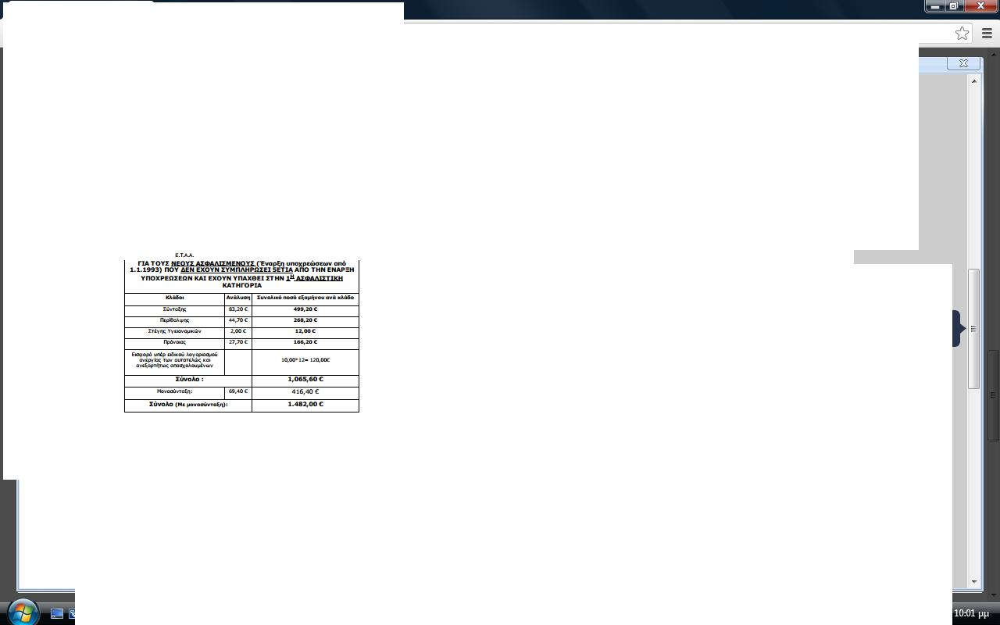 Ε.Τ.Α.Α.
ΓΙΑ ΤΟΥΣ ΝΕΟΥΣ ΑΣΦΑΛΙΣΜΕΝΟΥΣ (Έναρξη υποχρεώσεων από
1.1.1993) ΠΟΥ ΔΕΝ ΕΧΟΥΝ ΣΥΜΠΛΗΡΩΣΕΙ 5ΕΤΙΑ ΑΠΟ ΤΗΝ ΕΝΑΡΞΗ
ΥΠΟΧΡΕΩΣΕΩΝ ΚΑΙ ΕΧΟΥΝ ΥΠΑΧΘΕΙ ΣΤΗΝ 1Η ΑΣΦΑΛΙΣΤΙΚΗ
ΚΑΤΗΓΟΡΙΑ
Κλάδοι Ανάλυση Συνολικό ποσό εξαμήνου ανά κλάδο
Σύνταξης 83,20 € 499,20 €
Περίθαλψης 44,70 € 268,20 €
Στέγης Υγειονομικών 2,00 € 12,00 €
Πρόνοιας 27,70 € 166,20 €
Εισφορά υπέρ ειδικού λογαριασμού
ανεργίας των αυτοτελώς και
ανεξαρτήτως απασχολουμένων
10,00*12= 120,00€
Σύνολο : 1,065,60 €
Μονοσύνταξη: 69,40 € 416,40 €
Σύνολο (Με μονοσύνταξη): 1.482,00 €
10:01 μμ